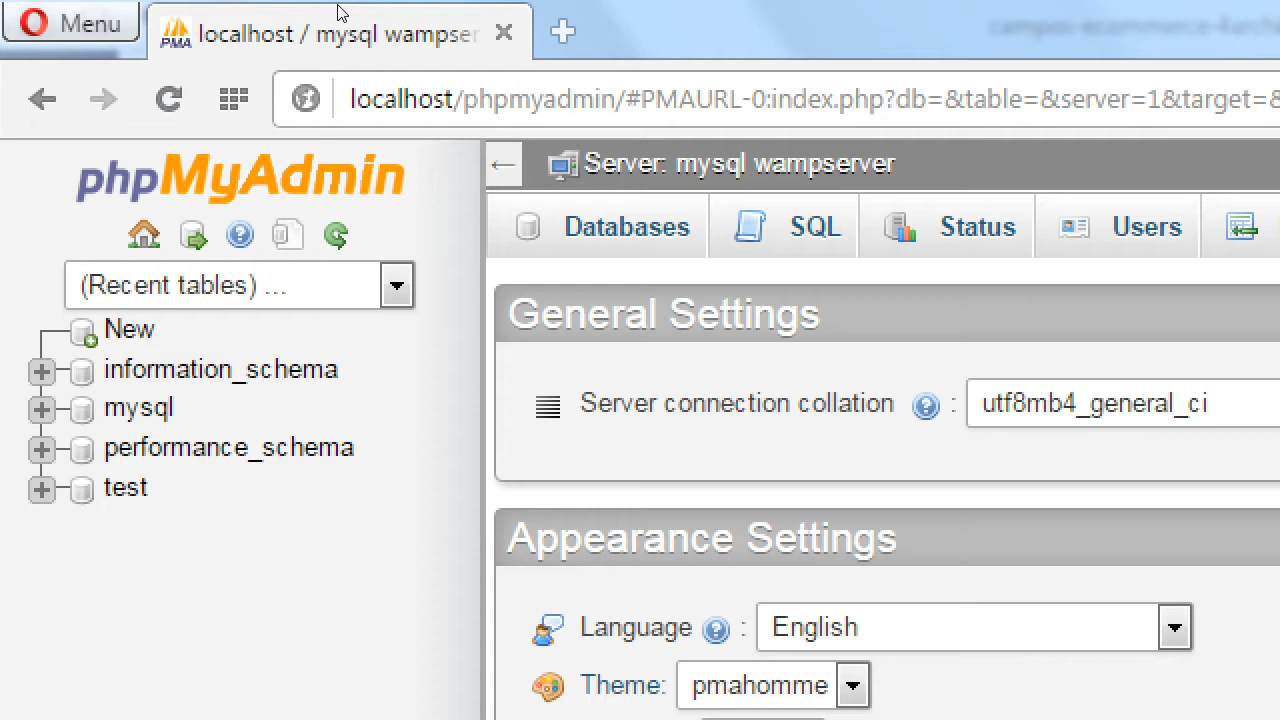 Menu
PMA localhost / mysql wampser
localhost/phpmyadmin/#PMAURL-0:index.php?db=&table=&server=1&target=&
phpMyAdmin
Server: mysql wampserver
Databases SQL Status Users
(Recent tables) ...
New
information_schema
mysql
performance_schema
test
General Settings
Server connection collation ? : utf8mb4_general_ci
Appearance Settings
Language ? : English
Theme: pmahomme